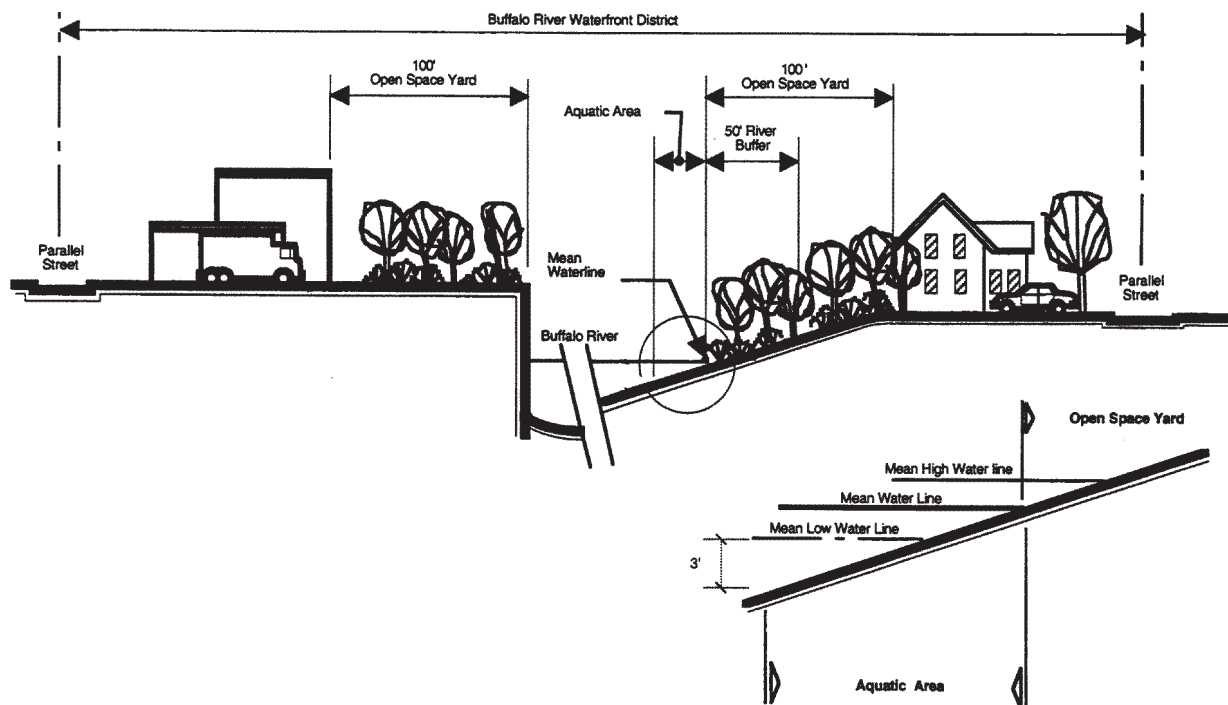 Buffalo River Waterfront District
100'
Open Space Yard
100'
Open Space Yard
Aquatic Area
50' River
Buffer
Parallel
Street
Mean
Waterline
Parallel
Street
Buffalo River
Open Space Yard
Mean High Water line
Mean Water Line
Mean Low Water Line
3'
Aquatic Area